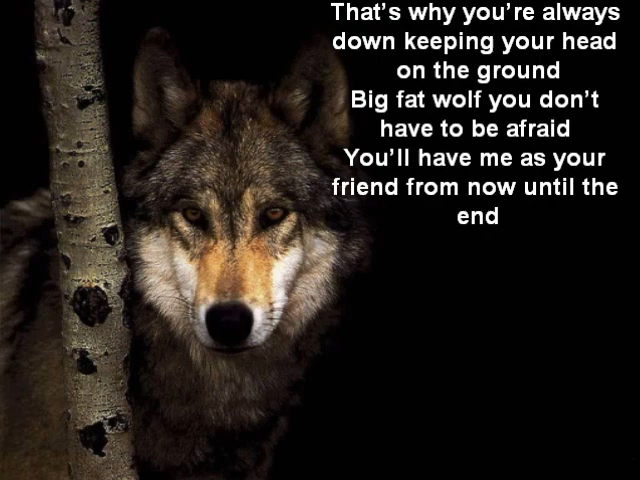 That’s why you’re always
down keeping your head
on the ground
Big fat wolf you don’t
have to be afraid
You’ll have me as your
friend from now until the
end